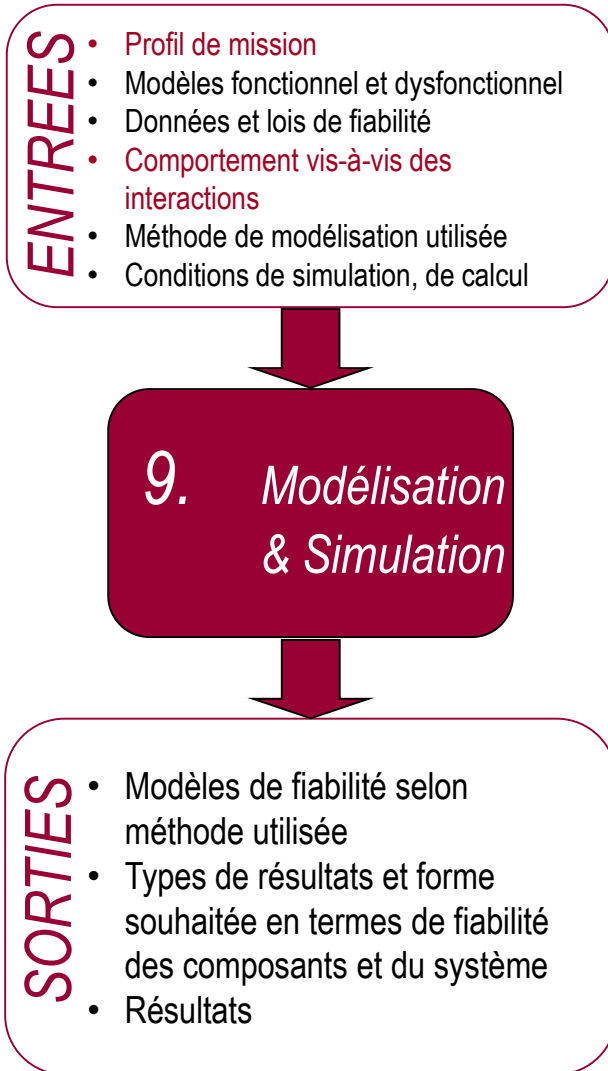 ENTREES
• Profil de mission
• Modèles fonctionnel et dysfonctionnel
• Données et lois de fiabilité
• Comportement vis-à-vis des
interactions
• Méthode de modélisation utilisée
• Conditions de simulation, de calcul
9. Modélisation
& Simulation
SORTIES
• Modèles de fiabilité selon
méthode utilisée
• Types de résultats et forme
souhaitée en termes de fiabilité
des composants et du système
• Résultats